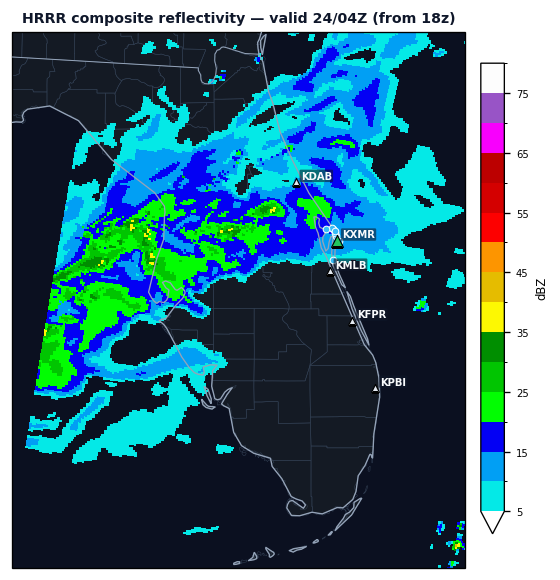 HRRR composite reflectivity — valid 24/04Z (from 18z)
KDAB
KXMR
KMLB
KFPR
KPBI
75
65
55
45
35
25
15
5
dBZ